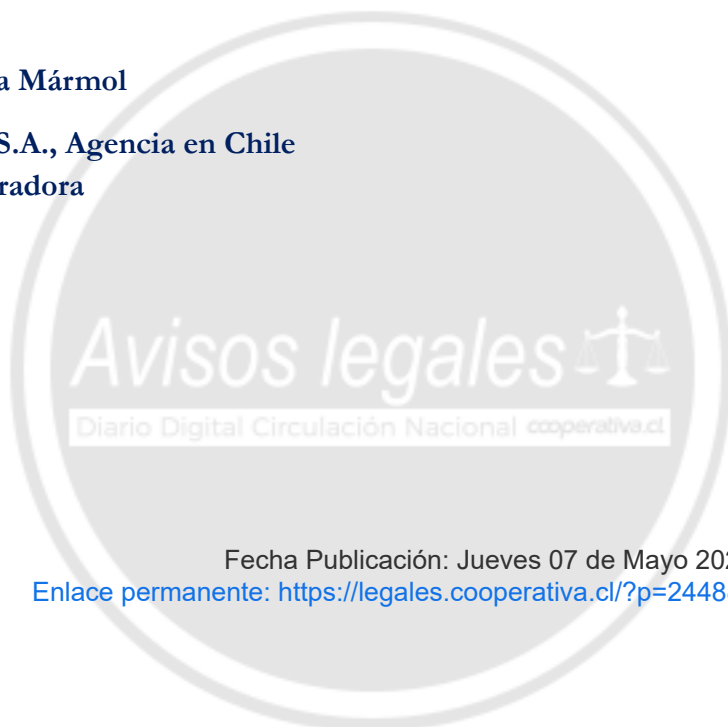 a Mármol
S.A., Agencia en Chile
radora
Avisos legales
Diario Digital Circulación Nacional cooperativa.cl
Fecha Publicación: Jueves 07 de Mayo 202
Enlace permanente: https://legales.cooperativa.cl/?p=2448